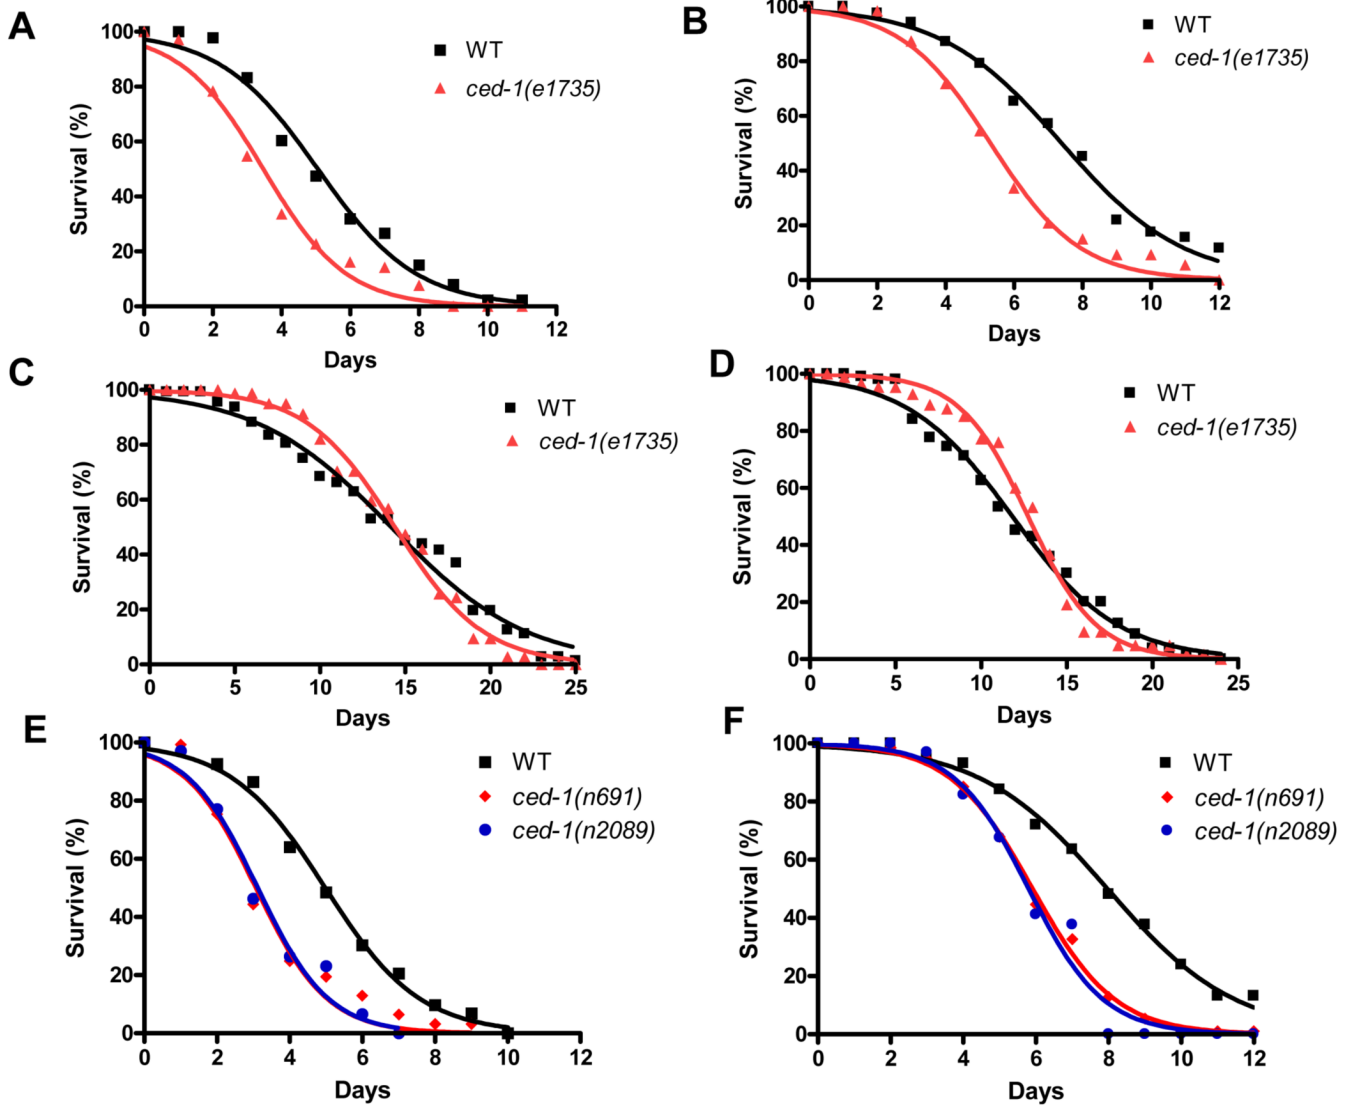 A
100
80
60
40
20
0
Survival (%)
WT
ced-1(e1735)
0 2 4 6 8 10 12
Days
B
100
80
60
40
20
0
Survival (%)
WT
ced-1(e1735)
0 2 4 6 8 10 12
Days
C
100
80
60
40
20
0
Survival (%)
WT
ced-1(e1735)
0 5 10 15 20 25
Days
D
100
80
60
40
20
0
Survival (%)
WT
ced-1(e1735)
0 5 10 15 20 25
Days
E
100
80
60
40
20
0
Survival (%)
WT
ced-1(n691)
ced-1(n2089)
0 2 4 6 8 10 12
Days
F
100
80
60
40
20
0
Survival (%)
WT
ced-1(n691)
ced-1(n2089)
0 2 4 6 8 10 12
Days